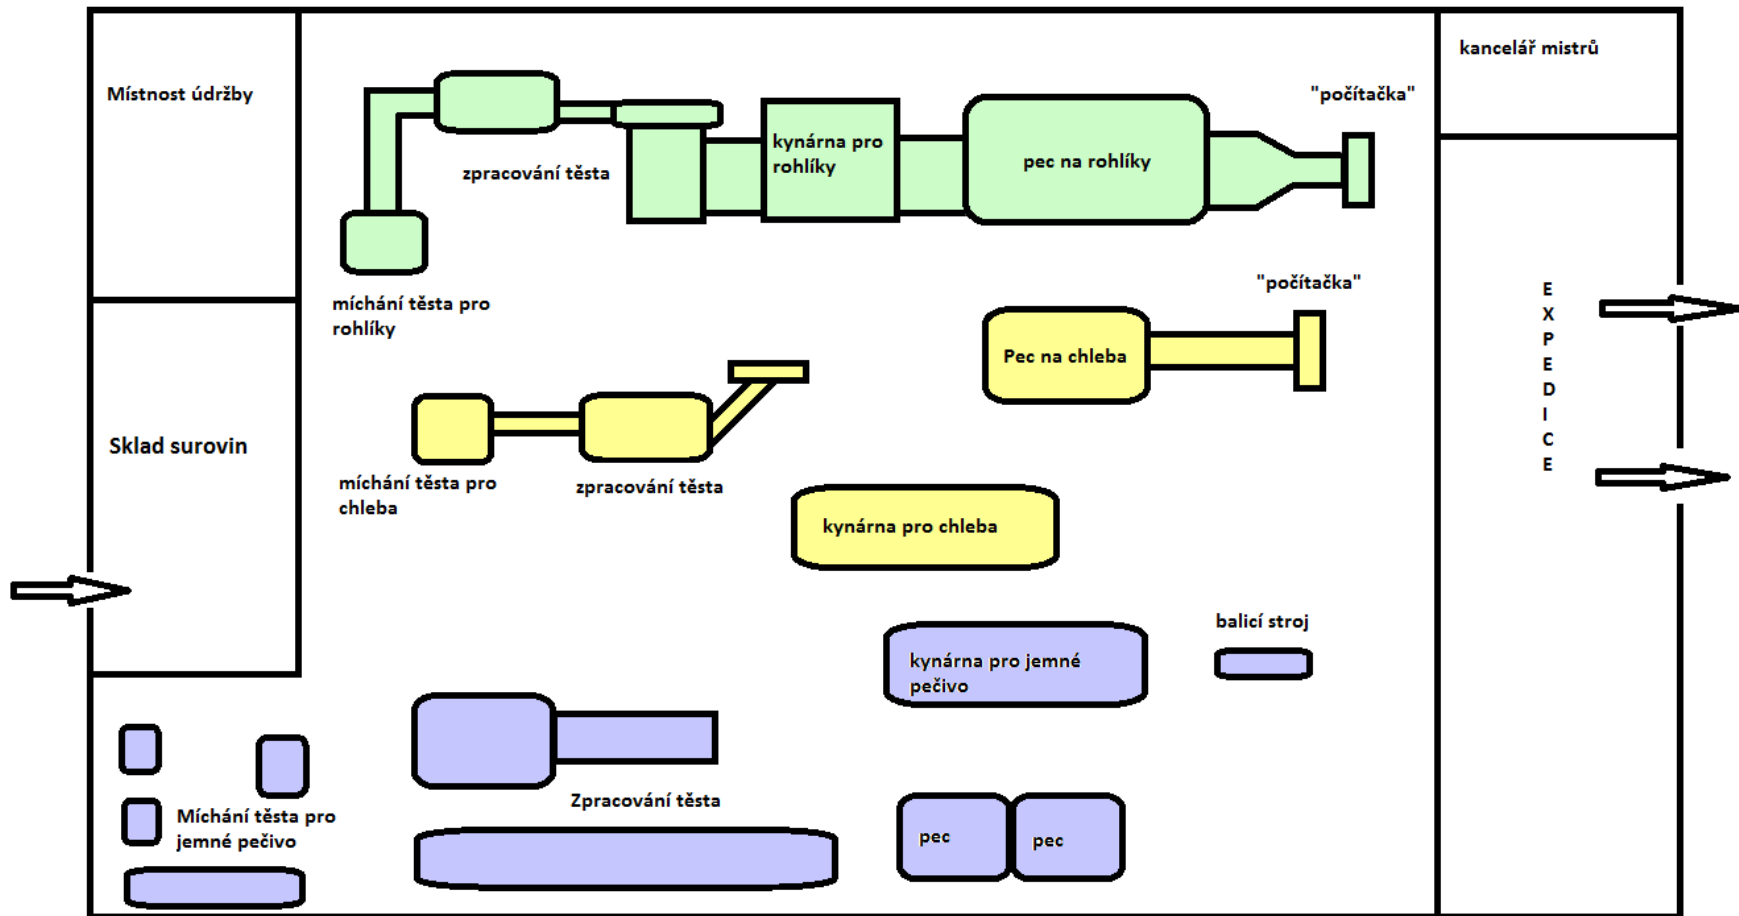 Místnost údržby
zpracování těsta
kynárna pro
rohlíky
pec na rohlíky
"počítačka"
kancelář mistrů
míchání těsta pro
rohlíky
"počítačka"
Pec na chleba
E
X
P
E
D
I
C
E
Sklad surovin
míchání těsta pro
chleba
zpracování těsta
kynárna pro chleba
balicí stroj
kynárna pro jemné
pečivo
Zpracování těsta
Míchání těsta pro
jemné pečivo
pec
pec